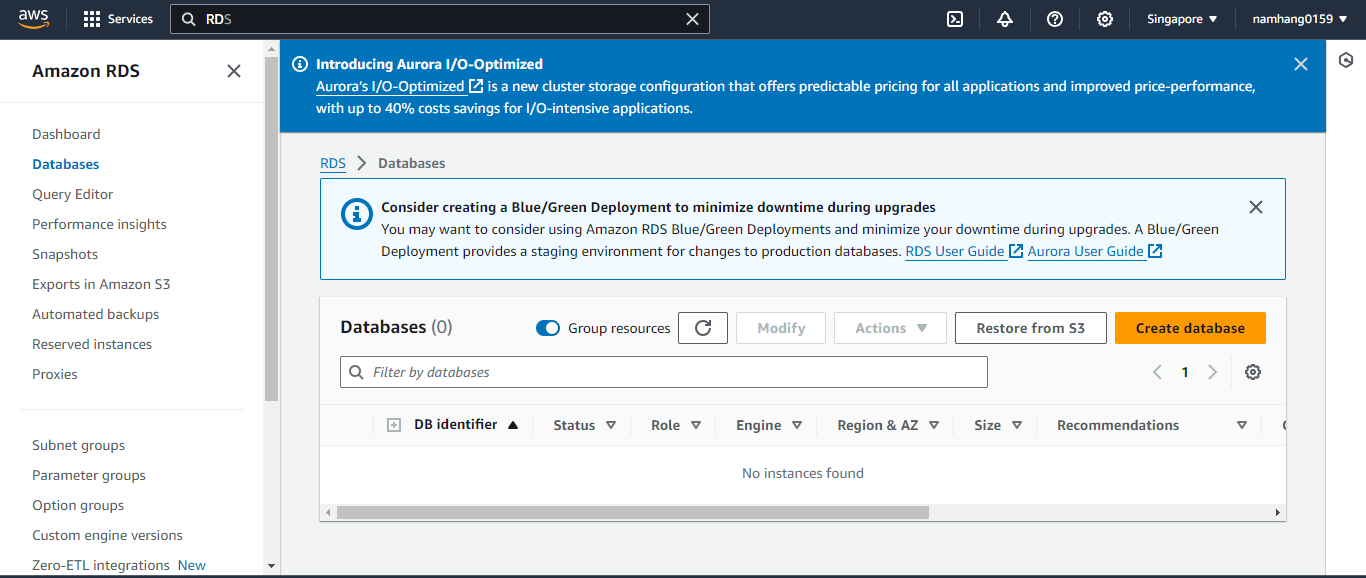 aws
Services
RDS
Singapore ▼
namhang0159 ▼
Amazon RDS
Dashboard
Databases
Query Editor
Performance insights
Snapshots
Exports in Amazon S3
Automated backups
Reserved instances
Proxies
Subnet groups
Parameter groups
Option groups
Custom engine versions
Zero-ETL integrations New
Introducing Aurora I/O-Optimized
Aurora's I/O-Optimized is a new cluster storage configuration that offers predictable pricing for all applications and improved price-performance,
with up to 40% costs savings for I/O-intensive applications.
RDS > Databases
Consider creating a Blue/Green Deployment to minimize downtime during upgrades
You may want to consider using Amazon RDS Blue/Green Deployments and minimize your downtime during upgrades. A Blue/Green
Deployment provides a staging environment for changes to production databases. RDS User Guide Aurora User Guide
Databases (0)
Group resources
Modify
Actions ▼
Restore from S3
Create database
Filter by databases
< 1 >
DB identifier ▲ Status Role Engine Region & AZ Size Recommendations
No instances found